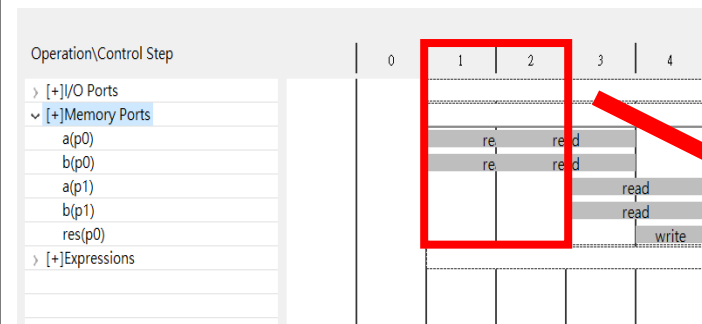 Operation\Control Step 0 1 2 3 4
[+]I/O Ports
[+]Memory Ports
a(p0) re read
b(p0) re read
a(p1) read
b(p1) read
res(p0) write
[+]Expressions